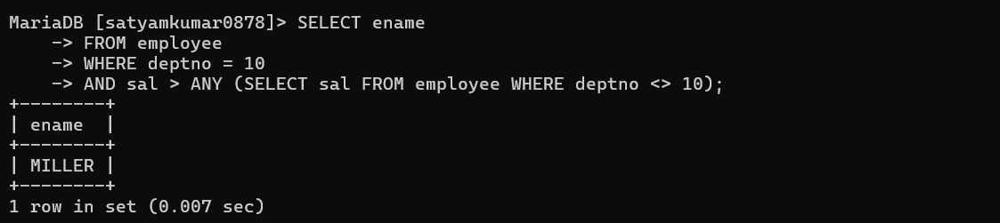 MariaDB [satyamkumar0878]> SELECT ename
    -> FROM employee
    -> WHERE deptno = 10
    -> AND sal > ANY (SELECT sal FROM employee WHERE deptno <> 10);
+--------+
| ename  |
+--------+
| MILLER |
+--------+
1 row in set (0.007 sec)